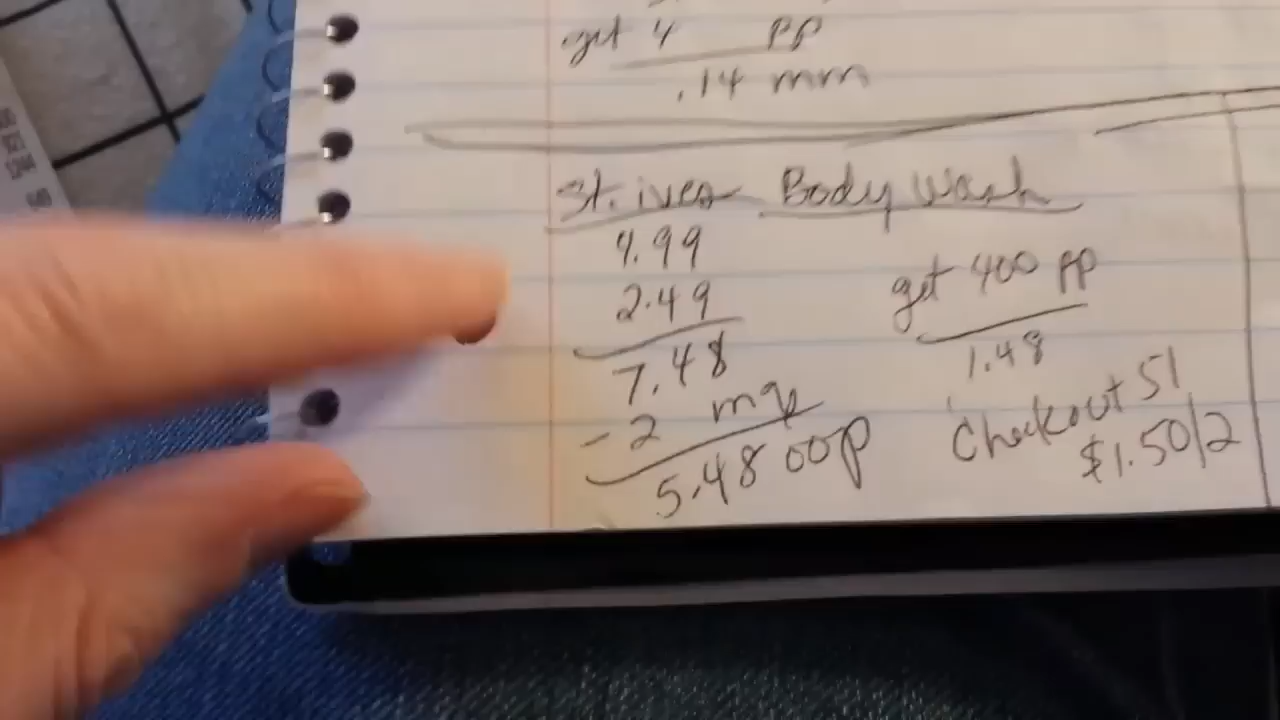 get 4 pp
.14 mm
St. ives Body Wash
4.99
2.49
7.48
- 2 mq
5.48 OOP
get 400 pp
1.48
Checkout 51
$1.50/2
1244